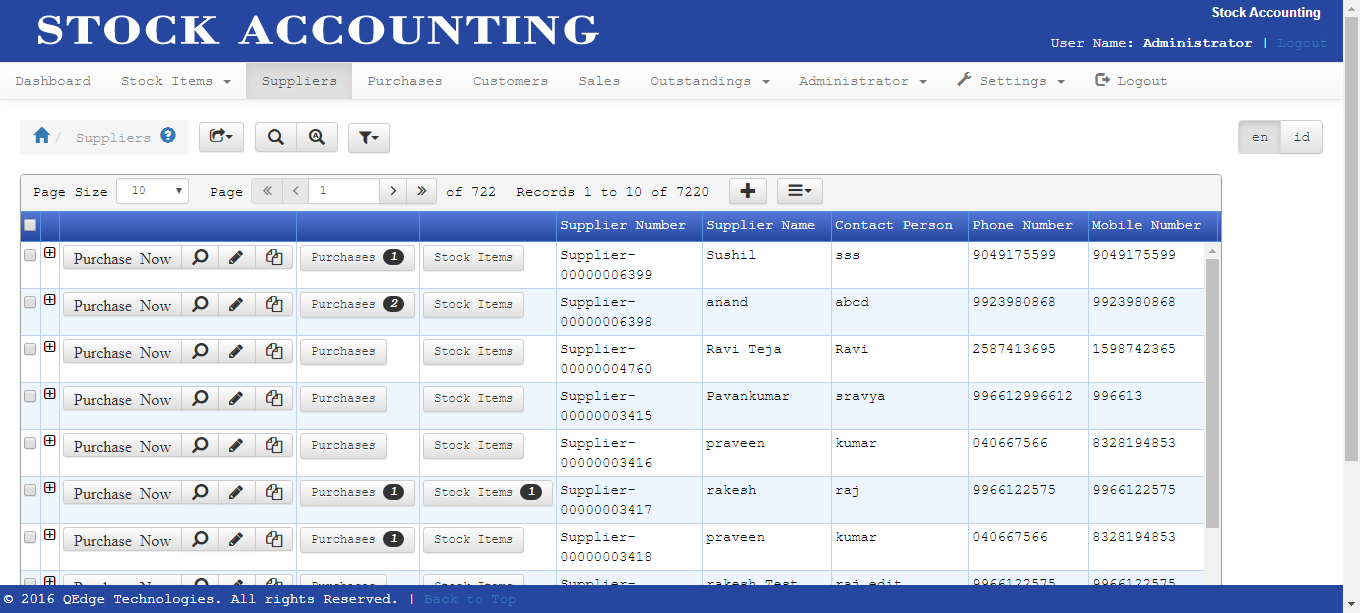 STOCK ACCOUNTING
Stock Accounting
User Name: Administrator | Logout
Dashboard Stock Items Suppliers Purchases Customers Sales Outstandings Administrator Settings Logout
/ Suppliers ? A en id
Page Size 10 Page « < 1 > » of 722 Records 1 to 10 of 7220
Supplier Number Supplier Name Contact Person Phone Number Mobile Number
Purchase Now Purchases 1 Stock Items Supplier- Sushil sss 9049175599 9049175599
00000006399
Purchase Now Purchases 2 Stock Items Supplier- anand abcd 9923980868 9923980868
00000006398
Purchase Now Purchases Stock Items Supplier- Ravi Teja Ravi 2587413695 1598742365
00000004760
Purchase Now Purchases Stock Items Supplier- Pavankumar sravya 996612996612 996613
00000003415
Purchase Now Purchases Stock Items Supplier- praveen kumar 040667566 8328194853
00000003416
Purchase Now Purchases 1 Stock Items 1 Supplier- rakesh raj 9966122575 9966122575
00000003417
Purchase Now Purchases 1 Stock Items Supplier- praveen kumar 040667566 8328194853
00000003418
Purchase Now Purchases Stock Items Supplier- rakesh Test raj edit 9966122575 9966122575
© 2016 QEdge Technologies. All rights Reserved. | Back to Top